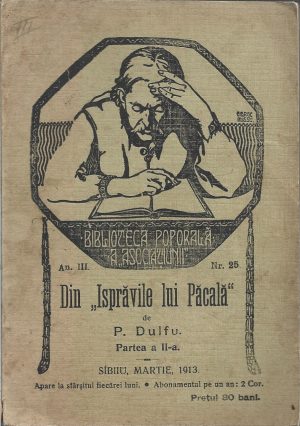 „BIBLIOTECA POPORALĂ
A ASOCIAŢIUNII"
An. III.
Nr. 25.
Din „Isprăvile lui Păcală"
de
P. Dulfu.
Partea a II-a.
SIBIIU, MARTIE, 1913.
Apare la sfârşitul fiecărei luni. • Abonamentul pe un an: 2 Cor.
Preţul 20 bani.